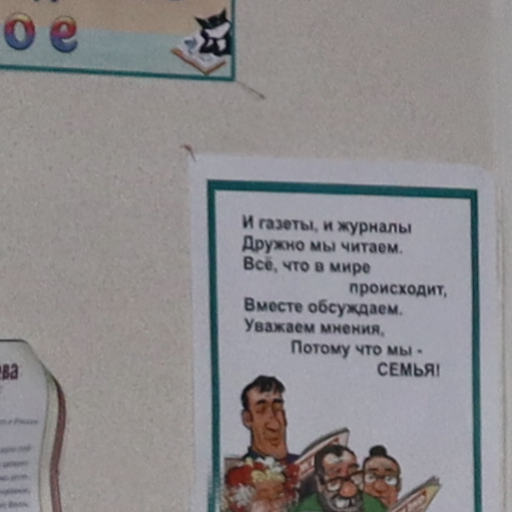 ое
И газеты, и журналы
Дружно мы читаем.
Всё, что в мире
происходит,
Вместе обсуждаем.
Уважаем мнения,
Потому что мы -
СЕМЬЯ!
ева